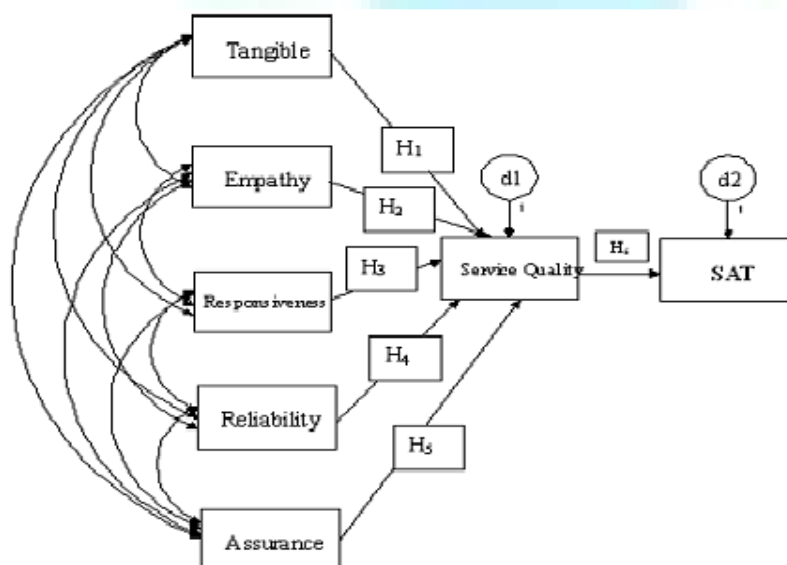 Tangible
H1
Empathy
H2
d1
d2
Responsiveness
H3
Service Quality
SAT
H4
Reliability
H5
Assurance